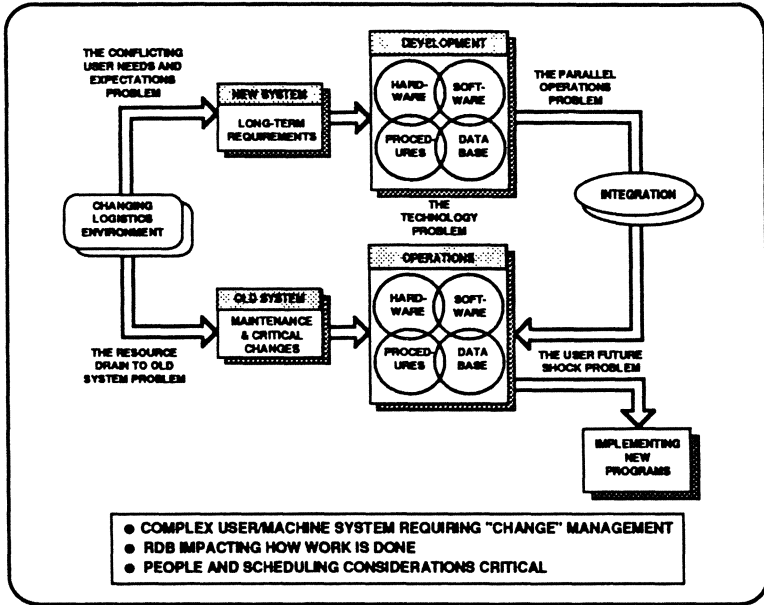 THE CONFLICTING
USER NEEDS AND
EXPECTATIONS
PROBLEM
NEW SYSTEM
LONG-TERM
REQUIREMENTS
DEVELOPMENT
HARD-
WARE
SOFT-
WARE
PROCED-
URES
DATA
BASE
THE PARALLEL
OPERATIONS
PROBLEM
CHANGING
LOGISTICS
ENVIRONMENT
INTEGRATION
THE
TECHNOLOGY
PROBLEM
OLD SYSTEM
MAINTENANCE
& CRITICAL
CHANGES
OPERATIONS
HARD-
WARE
SOFT-
WARE
PROCED-
URES
DATA
BASE
THE RESOURCE
DRAIN TO OLD
SYSTEM PROBLEM
THE USER FUTURE
SHOCK PROBLEM
IMPLEMENTING
NEW
PROGRAMS
● COMPLEX USER/MACHINE SYSTEM REQUIRING "CHANGE" MANAGEMENT
● RDB IMPACTING HOW WORK IS DONE
● PEOPLE AND SCHEDULING CONSIDERATIONS CRITICAL